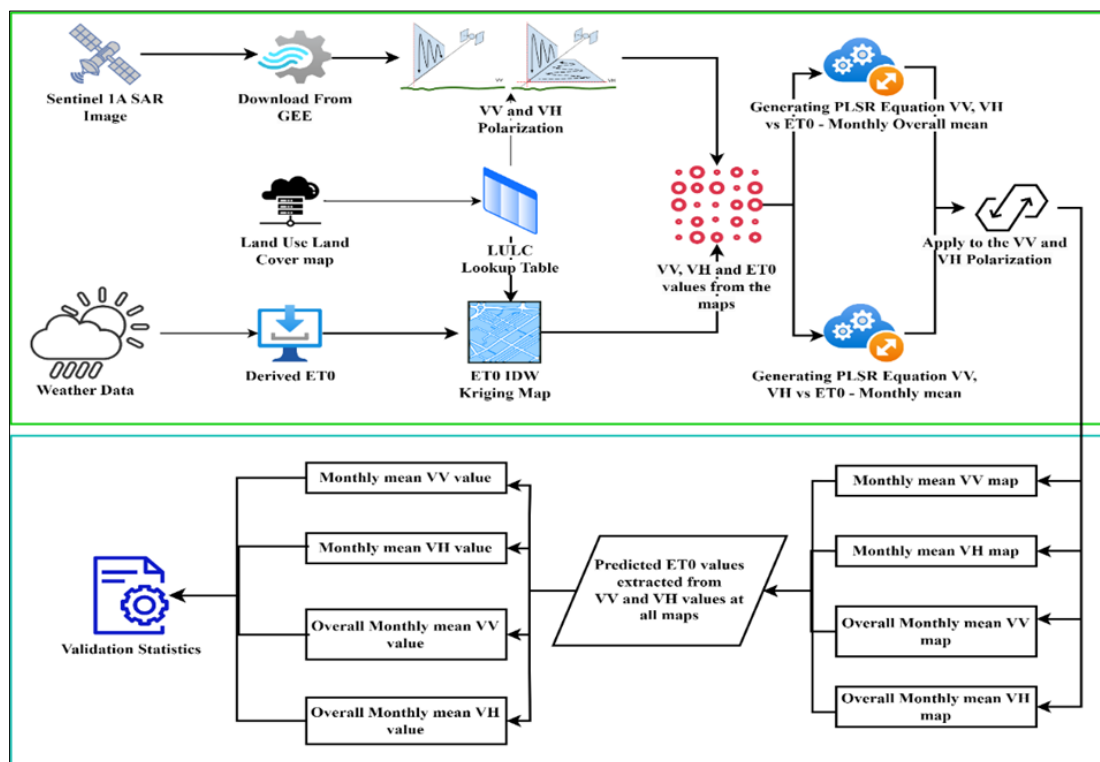 Sentinel 1A SAR
Image
Download From
GEE
VV
VH
VV and VH
Polarization
Generating PLSR Equation VV, VH
vs ET0 - Monthly Overall mean
Land Use Land
Cover map
LULC
Lookup Table
VV, VH and ET0
values from the
maps
Apply to the VV and
VH Polarization
Weather Data
Derived ET0
ET0 IDW
Kriging Map
Generating PLSR Equation VV,
VH vs ET0 - Monthly mean
Monthly mean VV value
Monthly mean VH value
Overall Monthly mean VV
value
Overall Monthly mean VH
value
Validation Statistics
Predicted ET0 values
extracted from
VV and VH values at
all maps
Monthly mean VV map
Monthly mean VH map
Overall Monthly mean VV
map
Overall Monthly mean VH
map